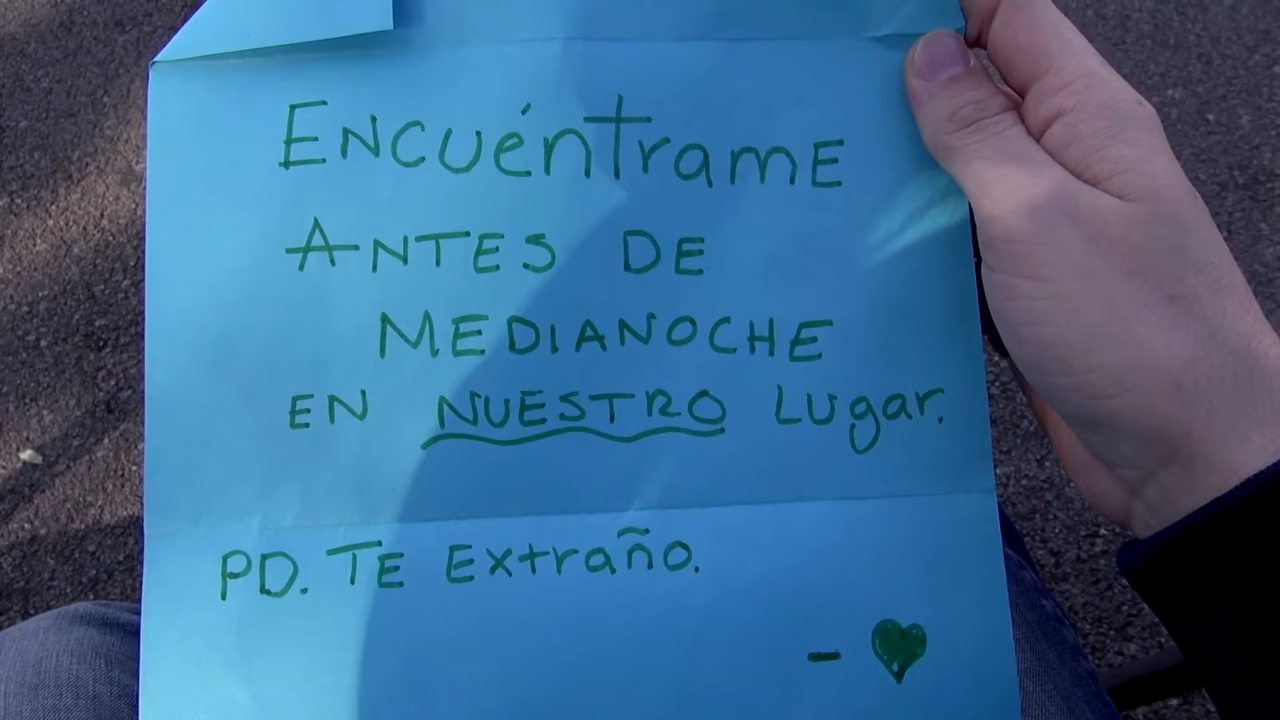 ENCUéntramE
ANTES DE
MEDIANOCHE
EN NUESTRO Lugar.
PD. TE Extraño.
- ♥